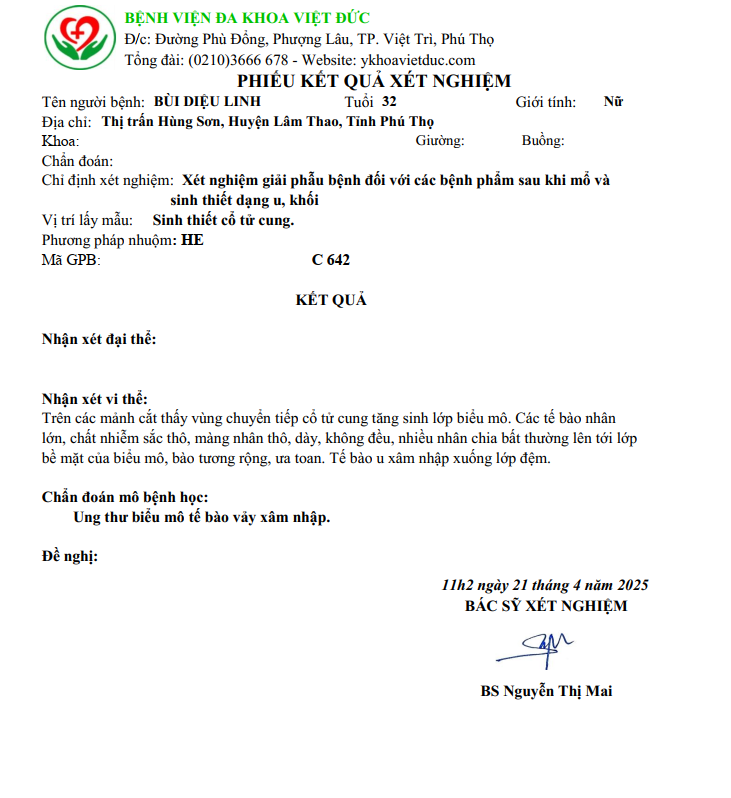 BỆNH VIỆN ĐA KHOA VIỆT ĐỨC
Đ/c: Đường Phù Đổng, Phượng Lâu, TP. Việt Trì, Phú Thọ
Tổng đài: (0210)3666 678 - Website: ykhoavietduc.com
PHIẾU KẾT QUẢ XÉT NGHIỆM
Tên người bệnh: BÙI DIỆU LINH Tuổi 32 Giới tính: Nữ
Địa chỉ: Thị trấn Hùng Sơn, Huyện Lâm Thao, Tỉnh Phú Thọ
Khoa: Giường: Buồng:
Chẩn đoán:
Chỉ định xét nghiệm: Xét nghiệm giải phẫu bệnh đối với các bệnh phẩm sau khi mổ và
sinh thiết dạng u, khối
Vị trí lấy mẫu: Sinh thiết cổ tử cung.
Phương pháp nhuộm: HE
Mã GPB: C 642
KẾT QUẢ
Nhận xét đại thể:
Nhận xét vi thể:
Trên các mảnh cắt thấy vùng chuyển tiếp cổ tử cung tăng sinh lớp biểu mô. Các tế bào nhân
lớn, chất nhiễm sắc thô, màng nhân thô, dày, không đều, nhiều nhân chia bất thường lên tới lớp
bề mặt của biểu mô, bào tương rộng, ưa toan. Tế bào u xâm nhập xuống lớp đệm.
Chẩn đoán mô bệnh học:
Ung thư biểu mô tế bào vảy xâm nhập.
Đề nghị:
11h2 ngày 21 tháng 4 năm 2025
BÁC SỸ XÉT NGHIỆM
BS Nguyễn Thị Mai